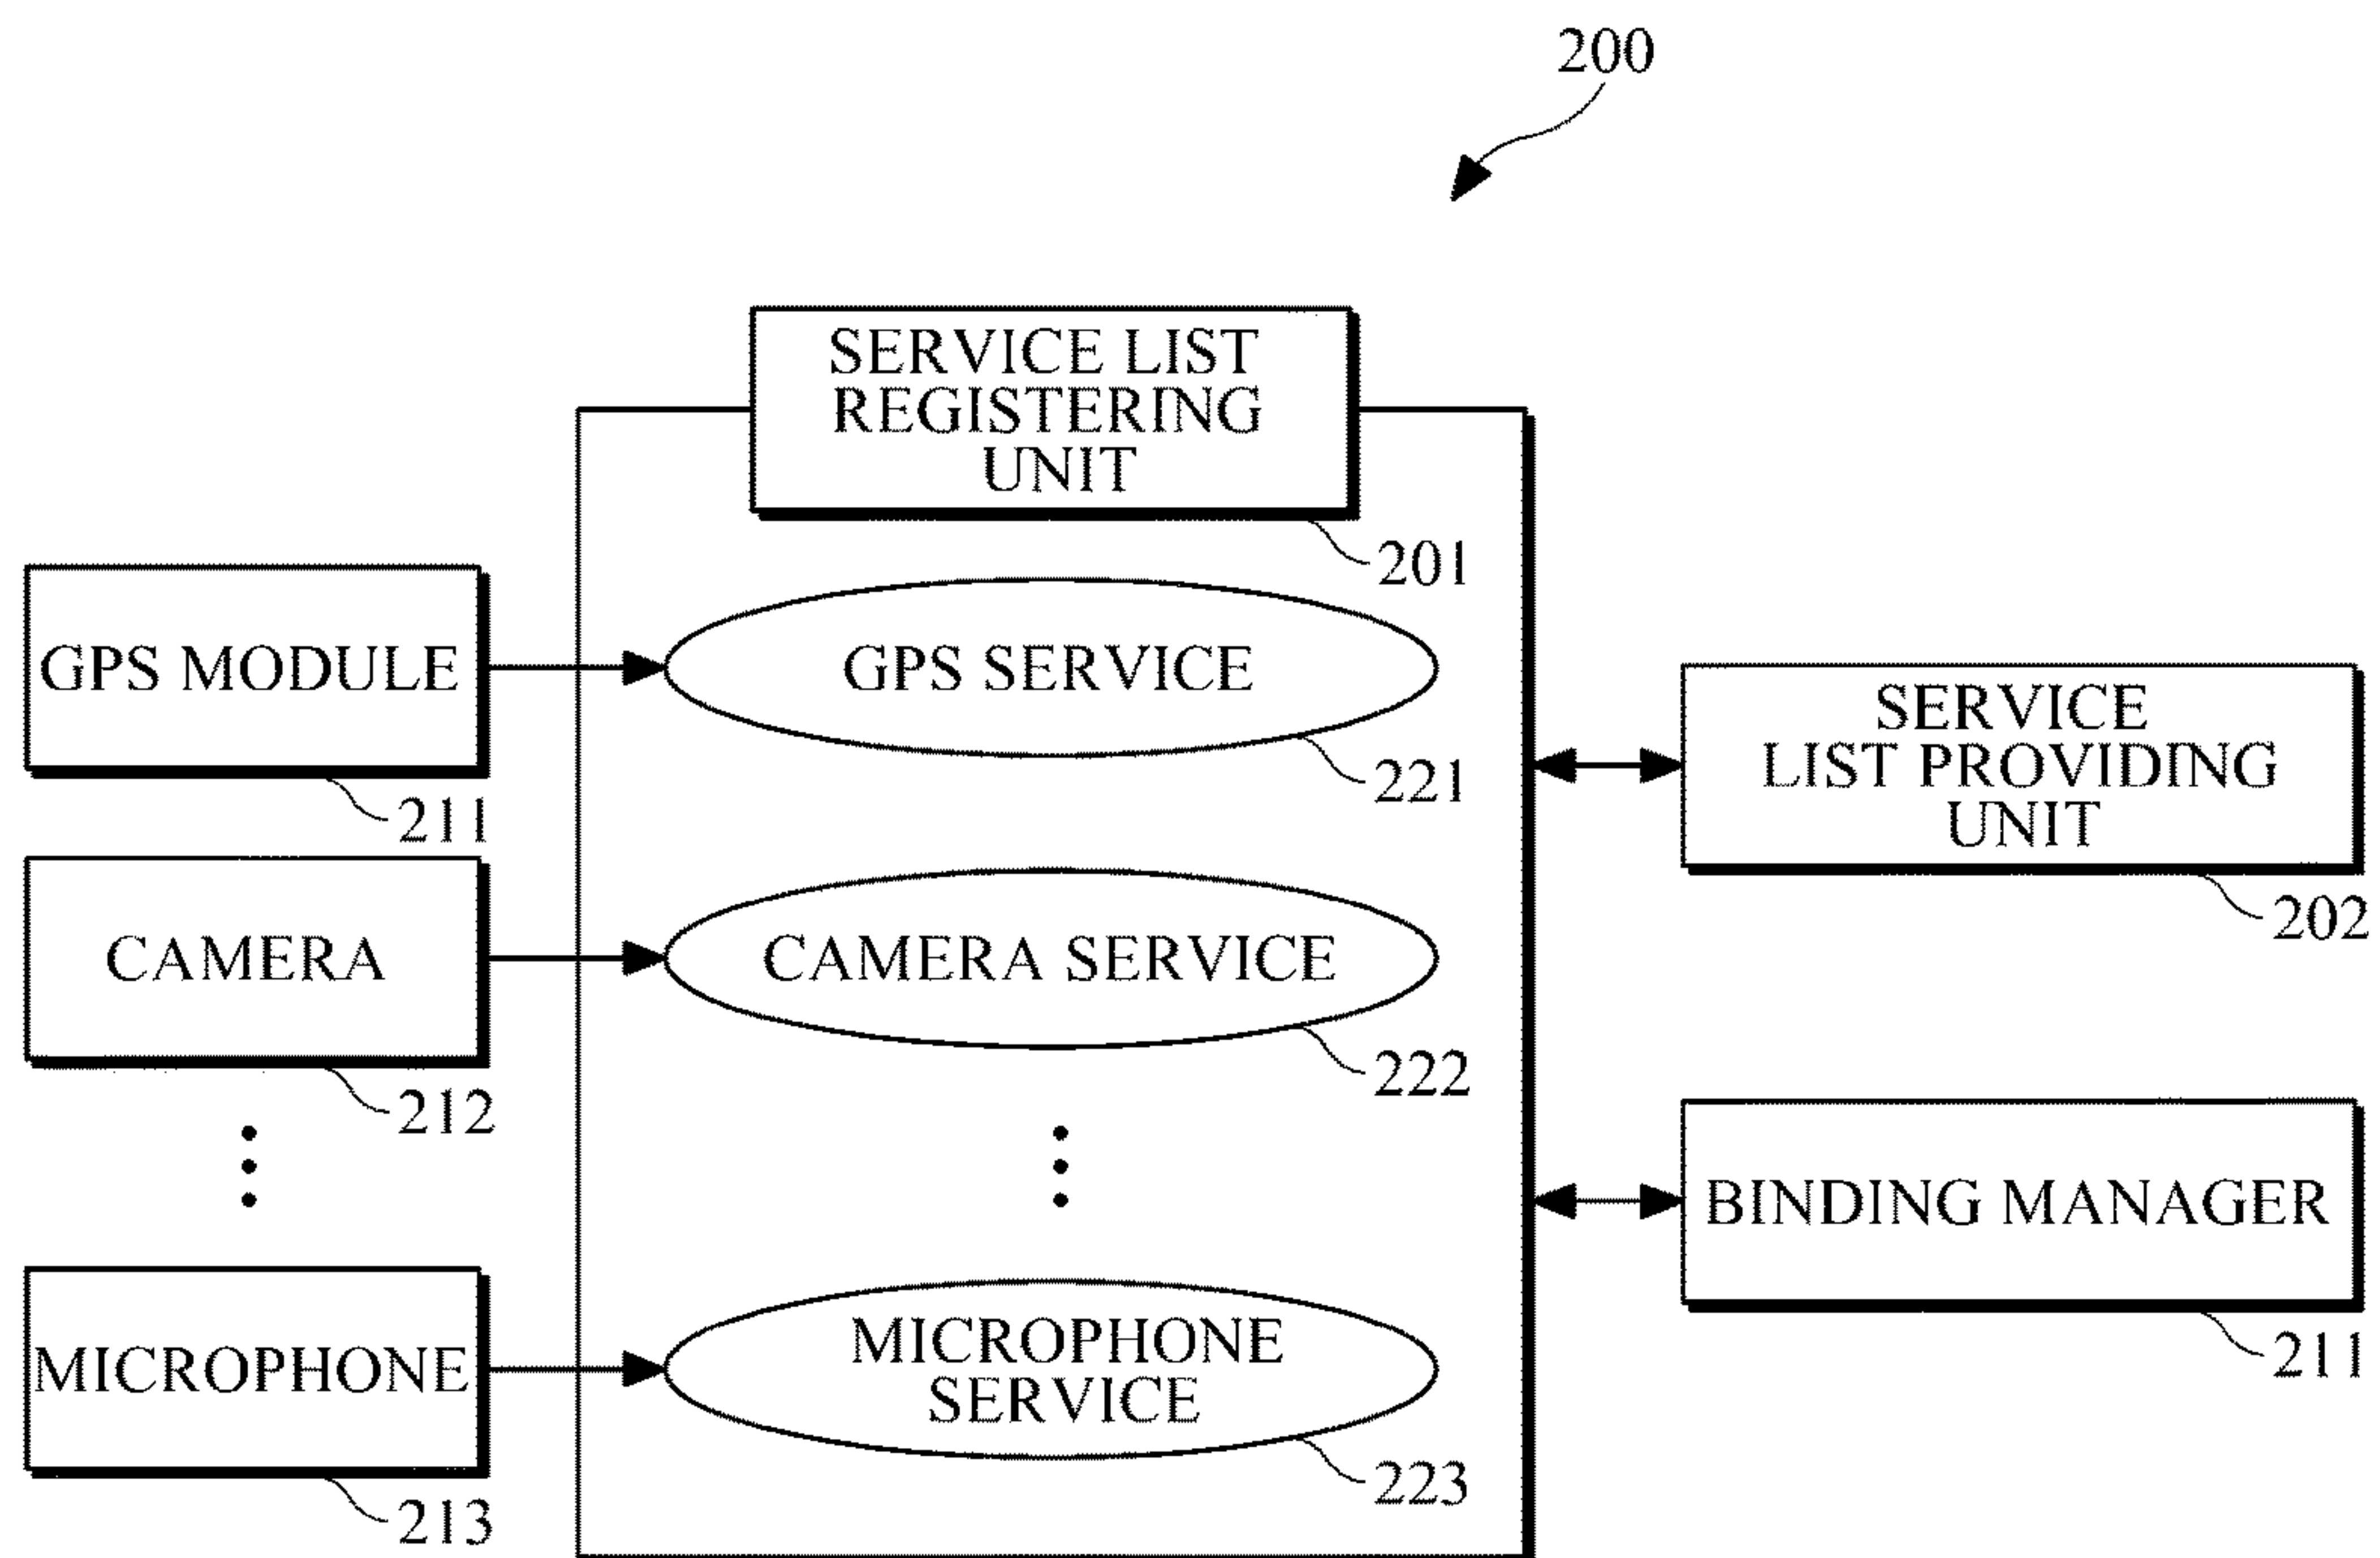 200
SERVICE LIST
REGISTERING
UNIT
201
GPS MODULE
211
GPS SERVICE
221
SERVICE
LIST PROVIDING
UNIT
202
CAMERA
212
CAMERA SERVICE
222
BINDING MANAGER
211
MICROPHONE
213
MICROPHONE
SERVICE
223